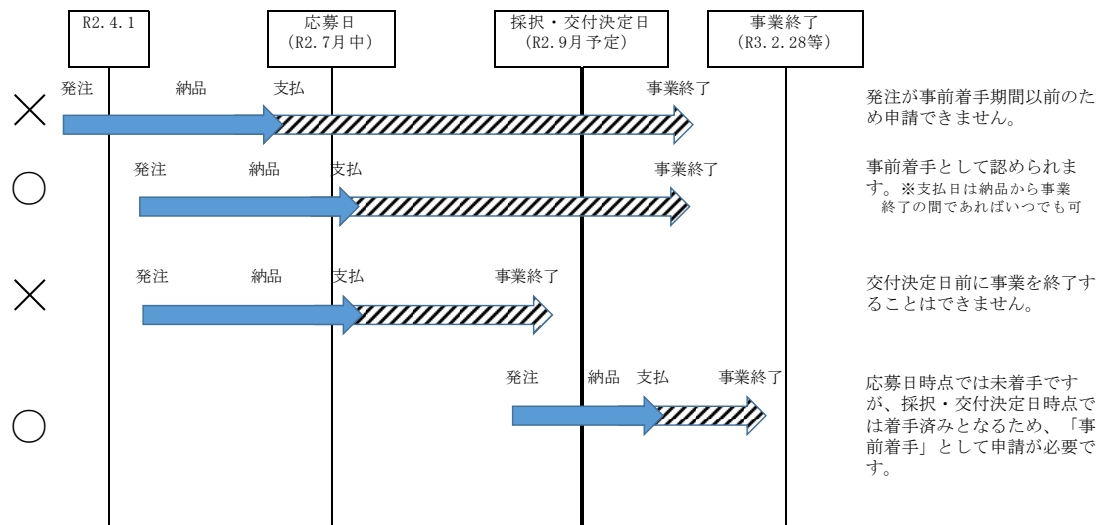 R2.4.1
応募日
(R2.7月中)
採択・交付決定日
(R2.9月予定)
事業終了
(R3.2.28等)
発注 納品 支払 事業終了
×
発注が事前着手期間以前のた
め申請できません。
発注 納品 支払 事業終了
○
事前着手として認められま
す。※支払日は納品から事業
終了の間であればいつでも可
発注 納品 支払 事業終了
×
交付決定日前に事業を終了す
ることはできません。
発注 納品 支払 事業終了
○
応募日時点では未着手です
が、採択・交付決定日時点で
は着手済みとなるため、「事
前着手」として申請が必要で
す。